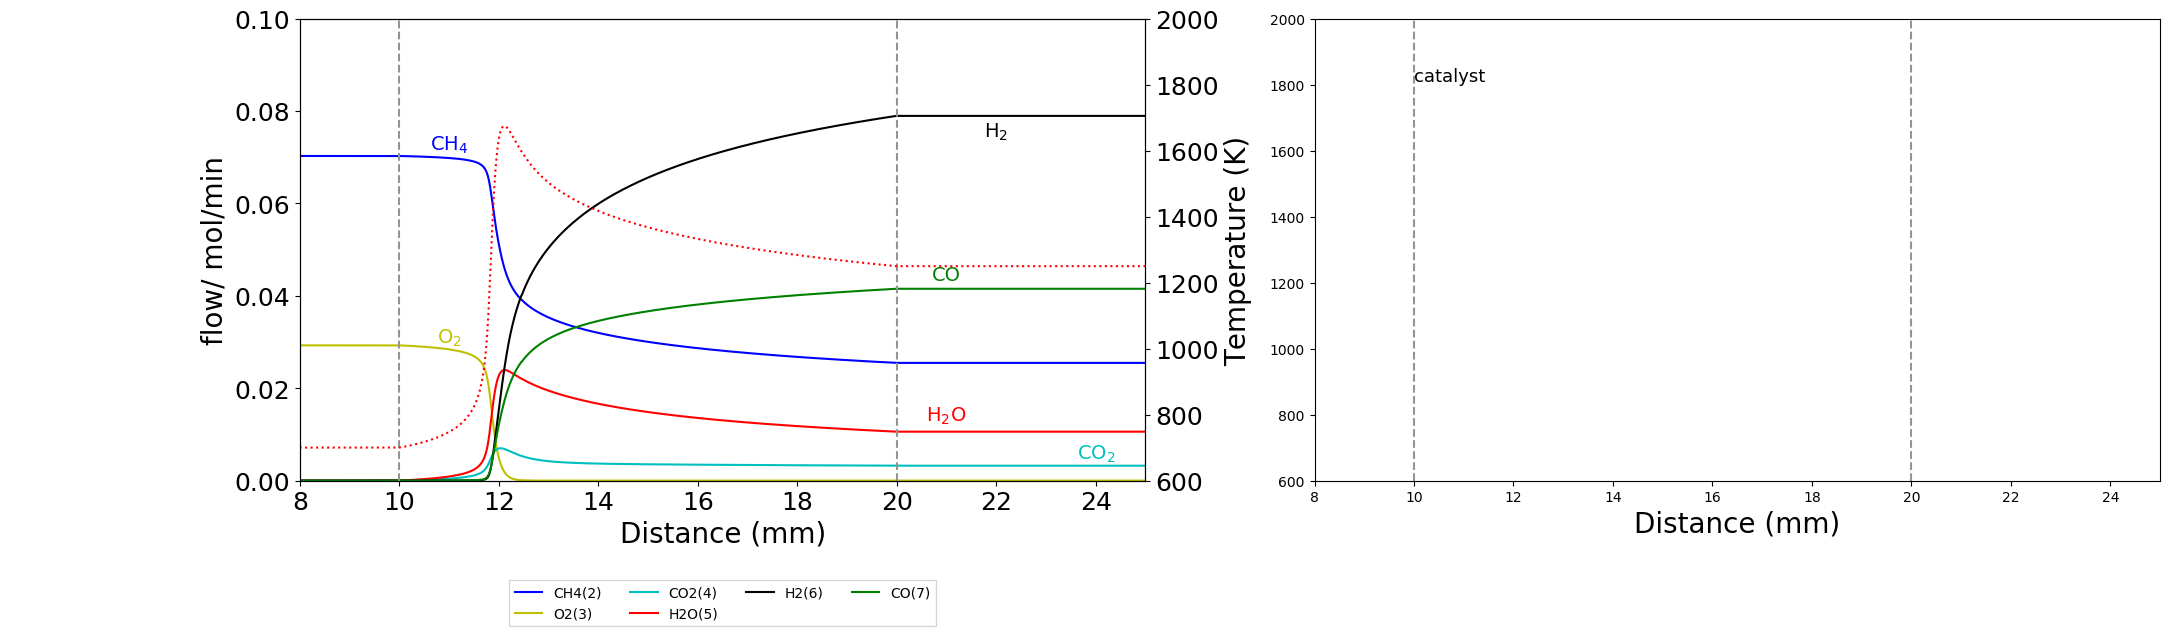 0.10
0.08
0.06
0.04
0.02
0.00
flow/ mol/min
8 10 12 14 16 18 20 22 24
Distance (mm)
2000
1800
1600
1400
1200
1000
800
600
Temperature (K)
CH₄
O₂
H₂
CO
H₂O
CO₂
CH4(2) CO2(4) H2(6) CO(7)
O2(3) H2O(5)
2000
1800
1600
1400
1200
1000
800
600
catalyst
8 10 12 14 16 18 20 22 24
Distance (mm)